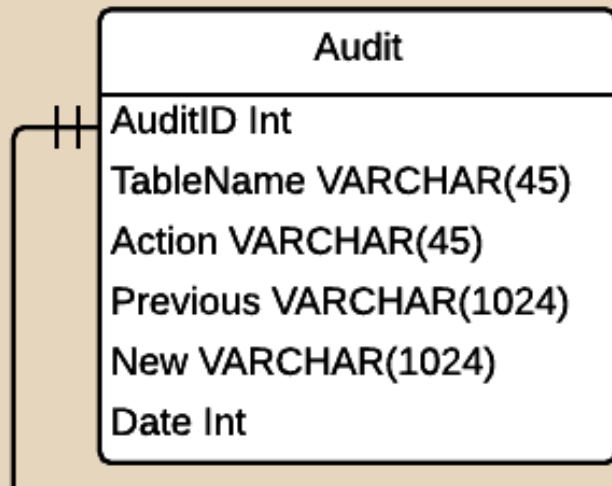 Audit
AuditID Int
TableName VARCHAR(45)
Action VARCHAR(45)
Previous VARCHAR(1024)
New VARCHAR(1024)
Date Int